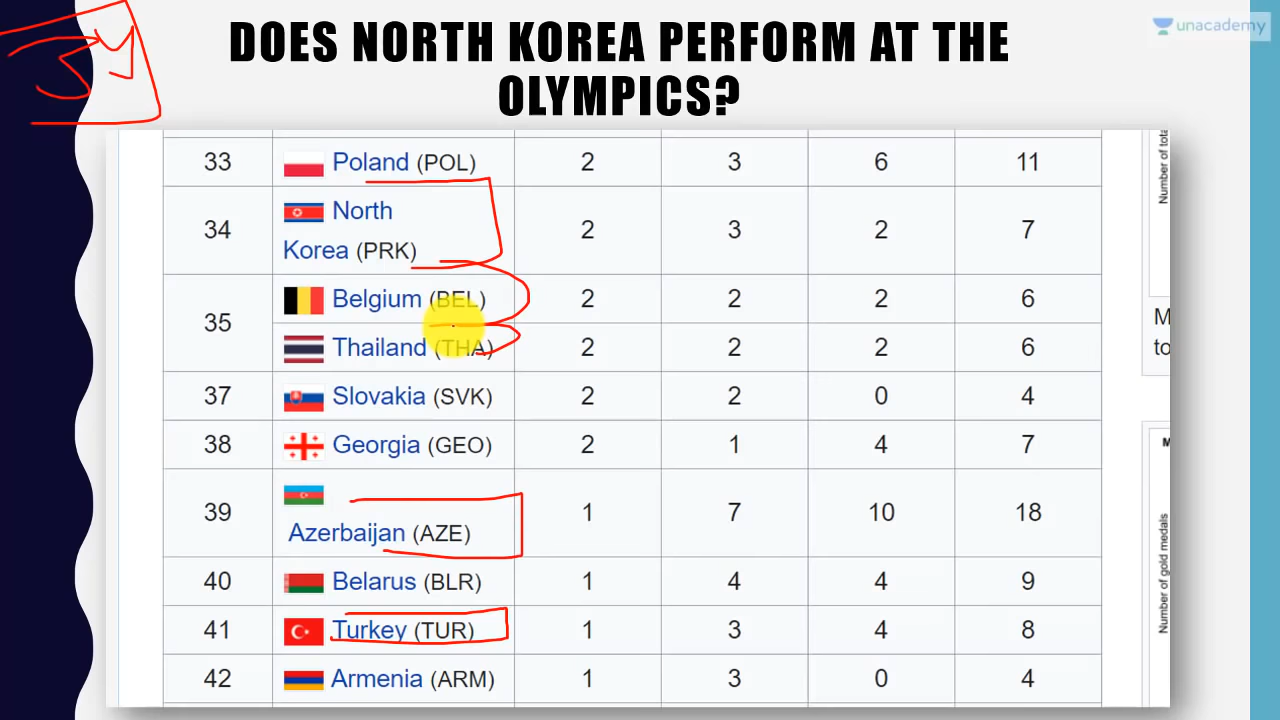 unacademy
DOES NORTH KOREA PERFORM AT THE
OLYMPICS?
33 Poland (POL) 2 3 6 11
34 North Korea (PRK) 2 3 2 7
35 Belgium (BEL) 2 2 2 6
Thailand (THA) 2 2 2 6
37 Slovakia (SVK) 2 2 0 4
38 Georgia (GEO) 2 1 4 7
39 Azerbaijan (AZE) 1 7 10 18
40 Belarus (BLR) 1 4 4 9
41 Turkey (TUR) 1 3 4 8
42 Armenia (ARM) 1 3 0 4
Number of tota
M
to
M
Number of gold medals